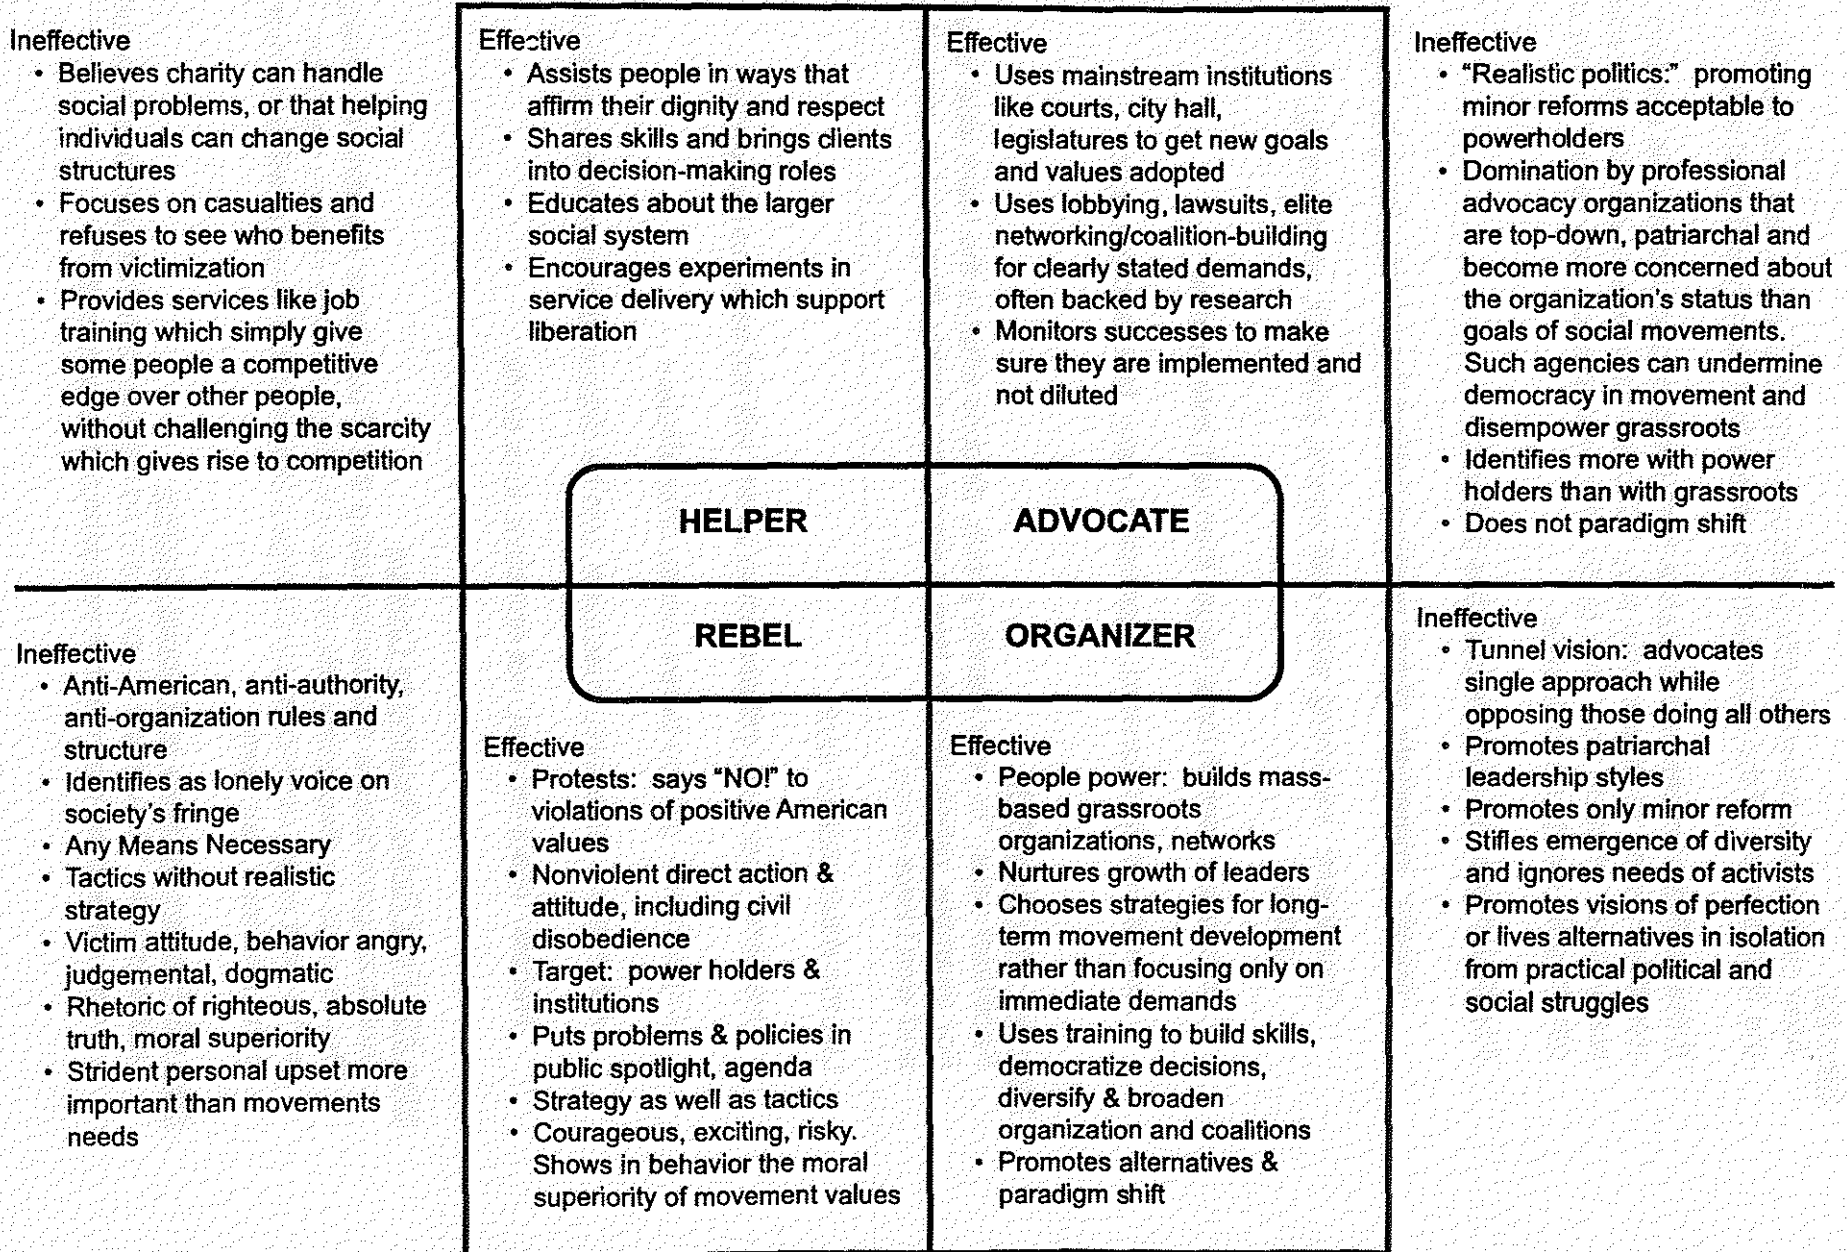 Ineffective
• Believes charity can handle
social problems, or that helping
individuals can change social
structures
• Focuses on casualties and
refuses to see who benefits
from victimization
• Provides services like job
training which simply give
some people a competitive
edge over other people,
without challenging the scarcity
which gives rise to competition
Effective
• Assists people in ways that
affirm their dignity and respect
• Shares skills and brings clients
into decision-making roles
• Educates about the larger
social system
• Encourages experiments in
service delivery which support
liberation
Effective
• Uses mainstream institutions
like courts, city hall,
legislatures to get new goals
and values adopted
• Uses lobbying, lawsuits, elite
networking/coalition-building
for clearly stated demands,
often backed by research
• Monitors successes to make
sure they are implemented and
not diluted
Ineffective
• "Realistic politics:" promoting
minor reforms acceptable to
powerholders
• Domination by professional
advocacy organizations that
are top-down, patriarchal and
become more concerned about
the organization's status than
goals of social movements.
Such agencies can undermine
democracy in movement and
disempower grassroots
• Identifies more with power
holders than with grassroots
• Does not paradigm shift
HELPER
ADVOCATE
REBEL
ORGANIZER
Ineffective
• Anti-American, anti-authority,
anti-organization rules and
structure
• Identifies as lonely voice on
society's fringe
• Any Means Necessary
• Tactics without realistic
strategy
• Victim attitude, behavior angry,
judgemental, dogmatic
• Rhetoric of righteous, absolute
truth, moral superiority
• Strident personal upset more
important than movements
needs
Effective
• Protests: says "NO!" to
violations of positive American
values
• Nonviolent direct action &
attitude, including civil
disobedience
• Target: power holders &
institutions
• Puts problems & policies in
public spotlight, agenda
• Strategy as well as tactics
• Courageous, exciting, risky.
Shows in behavior the moral
superiority of movement values
Effective
• People power: builds mass-
based grassroots
organizations, networks
• Nurtures growth of leaders
• Chooses strategies for long-
term movement development
rather than focusing only on
immediate demands
• Uses training to build skills,
democratize decisions,
diversify & broaden
organization and coalitions
• Promotes alternatives &
paradigm shift
Ineffective
• Tunnel vision: advocates
single approach while
opposing those doing all others
• Promotes patriarchal
leadership styles
• Promotes only minor reform
• Stifles emergence of diversity
and ignores needs of activists
• Promotes visions of perfection
or lives alternatives in isolation
from practical political and
social struggles